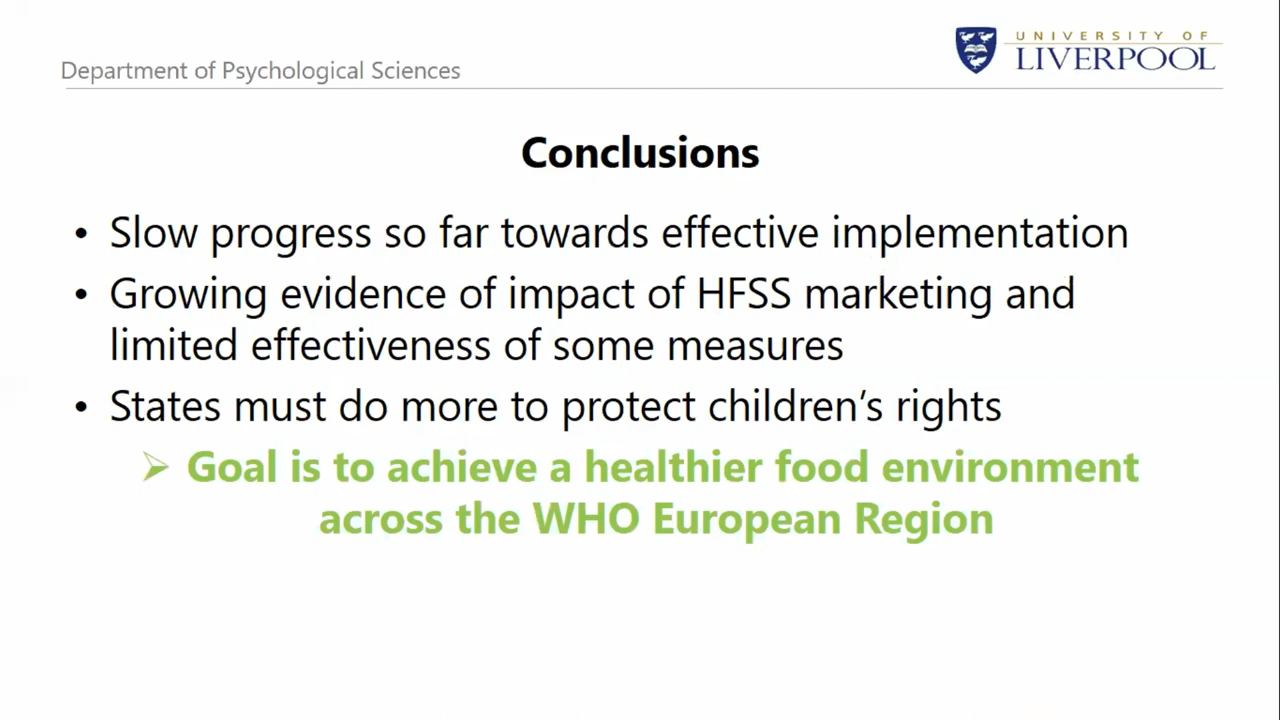 Department of Psychological Sciences
UNIVERSITY OF
LIVERPOOL
Conclusions
• Slow progress so far towards effective implementation
• Growing evidence of impact of HFSS marketing and
limited effectiveness of some measures
• States must do more to protect children’s rights
➢ Goal is to achieve a healthier food environment
across the WHO European Region